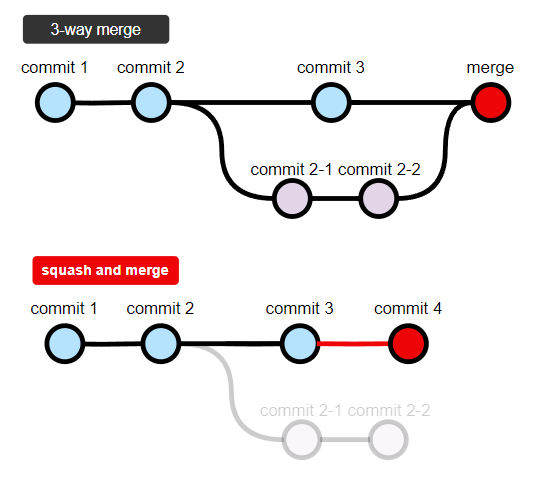 3-way merge
commit 1 commit 2 commit 3 merge
commit 2-1 commit 2-2
squash and merge
commit 1 commit 2 commit 3 commit 4
commit 2-1 commit 2-2